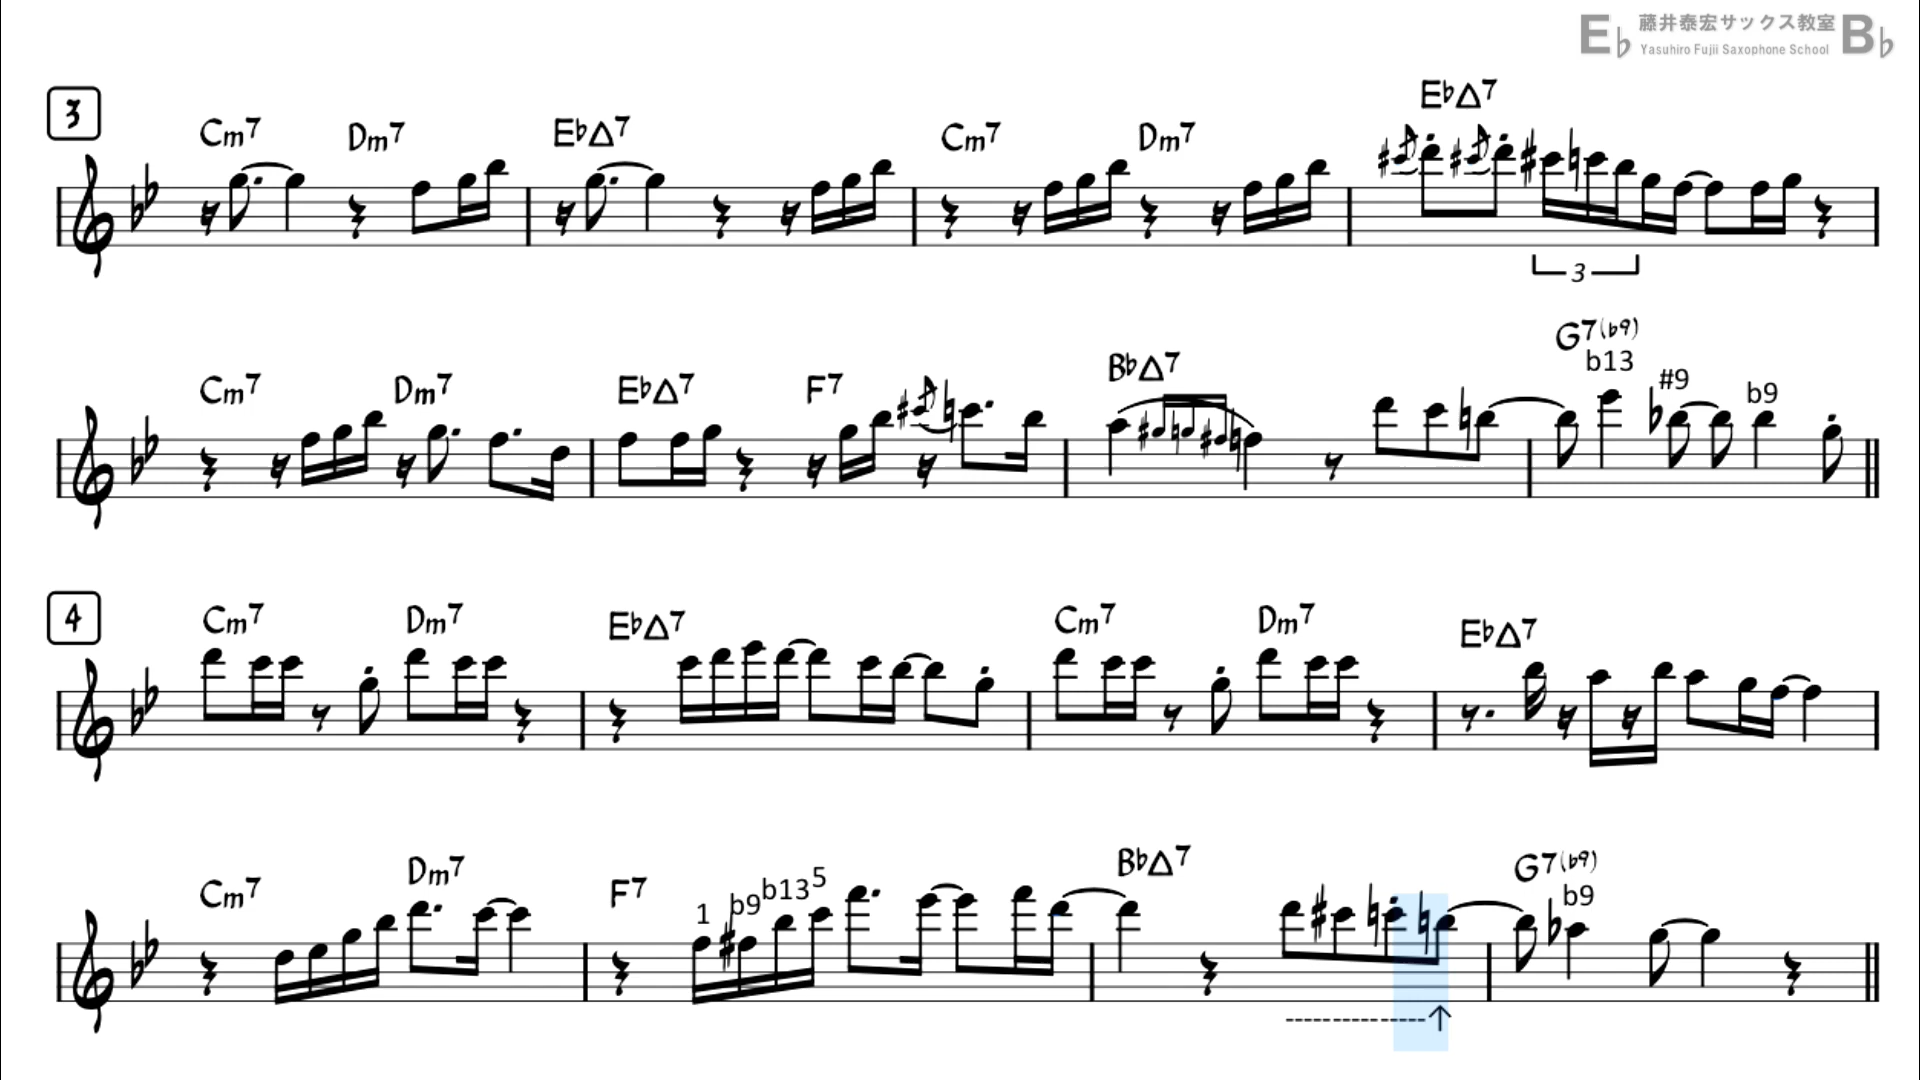 E♭ 藤井泰宏サックス教室 B♭
Yasuhiro Fujii Saxophone School
3
Cm7 Dm7 E♭△7 Cm7 Dm7 E♭△7
3
Cm7 Dm7 E♭△7 F7 B♭△7 G7(♭9)
b13 #9 b9
4
Cm7 Dm7 E♭△7 Cm7 Dm7 E♭△7
Cm7 Dm7 F7 B♭△7 G7(♭9)
1 b9 b13 5 b9